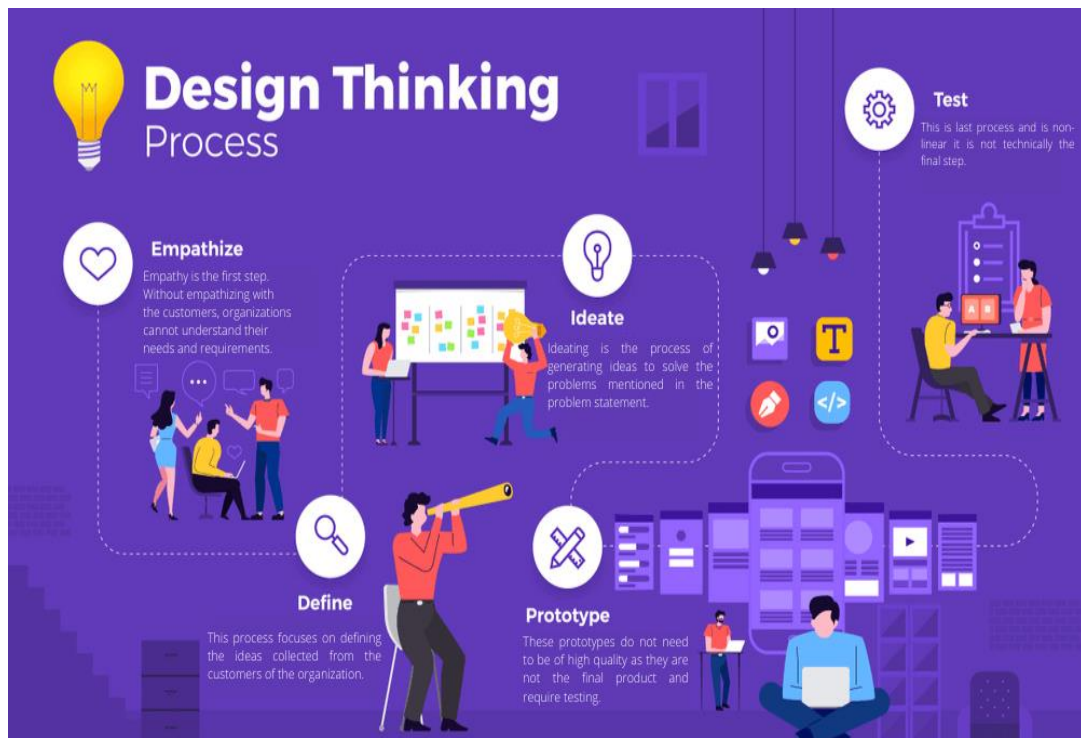 Design Thinking
Process
Empathize
Empathy is the first step.
Without empathizing with
the customers, organizations
cannot understand their
needs and requirements.
Define
This process focuses on defining
the ideas collected from the
customers of the organization.
Ideate
Ideating is the process of
generating ideas to solve the
problems mentioned in the
problem statement.
Prototype
These prototypes do not need
to be of high quality as they are
not the final product and
require testing.
Test
This is last process and is non-
linear it is not technically the
final step.
T
</>
A B